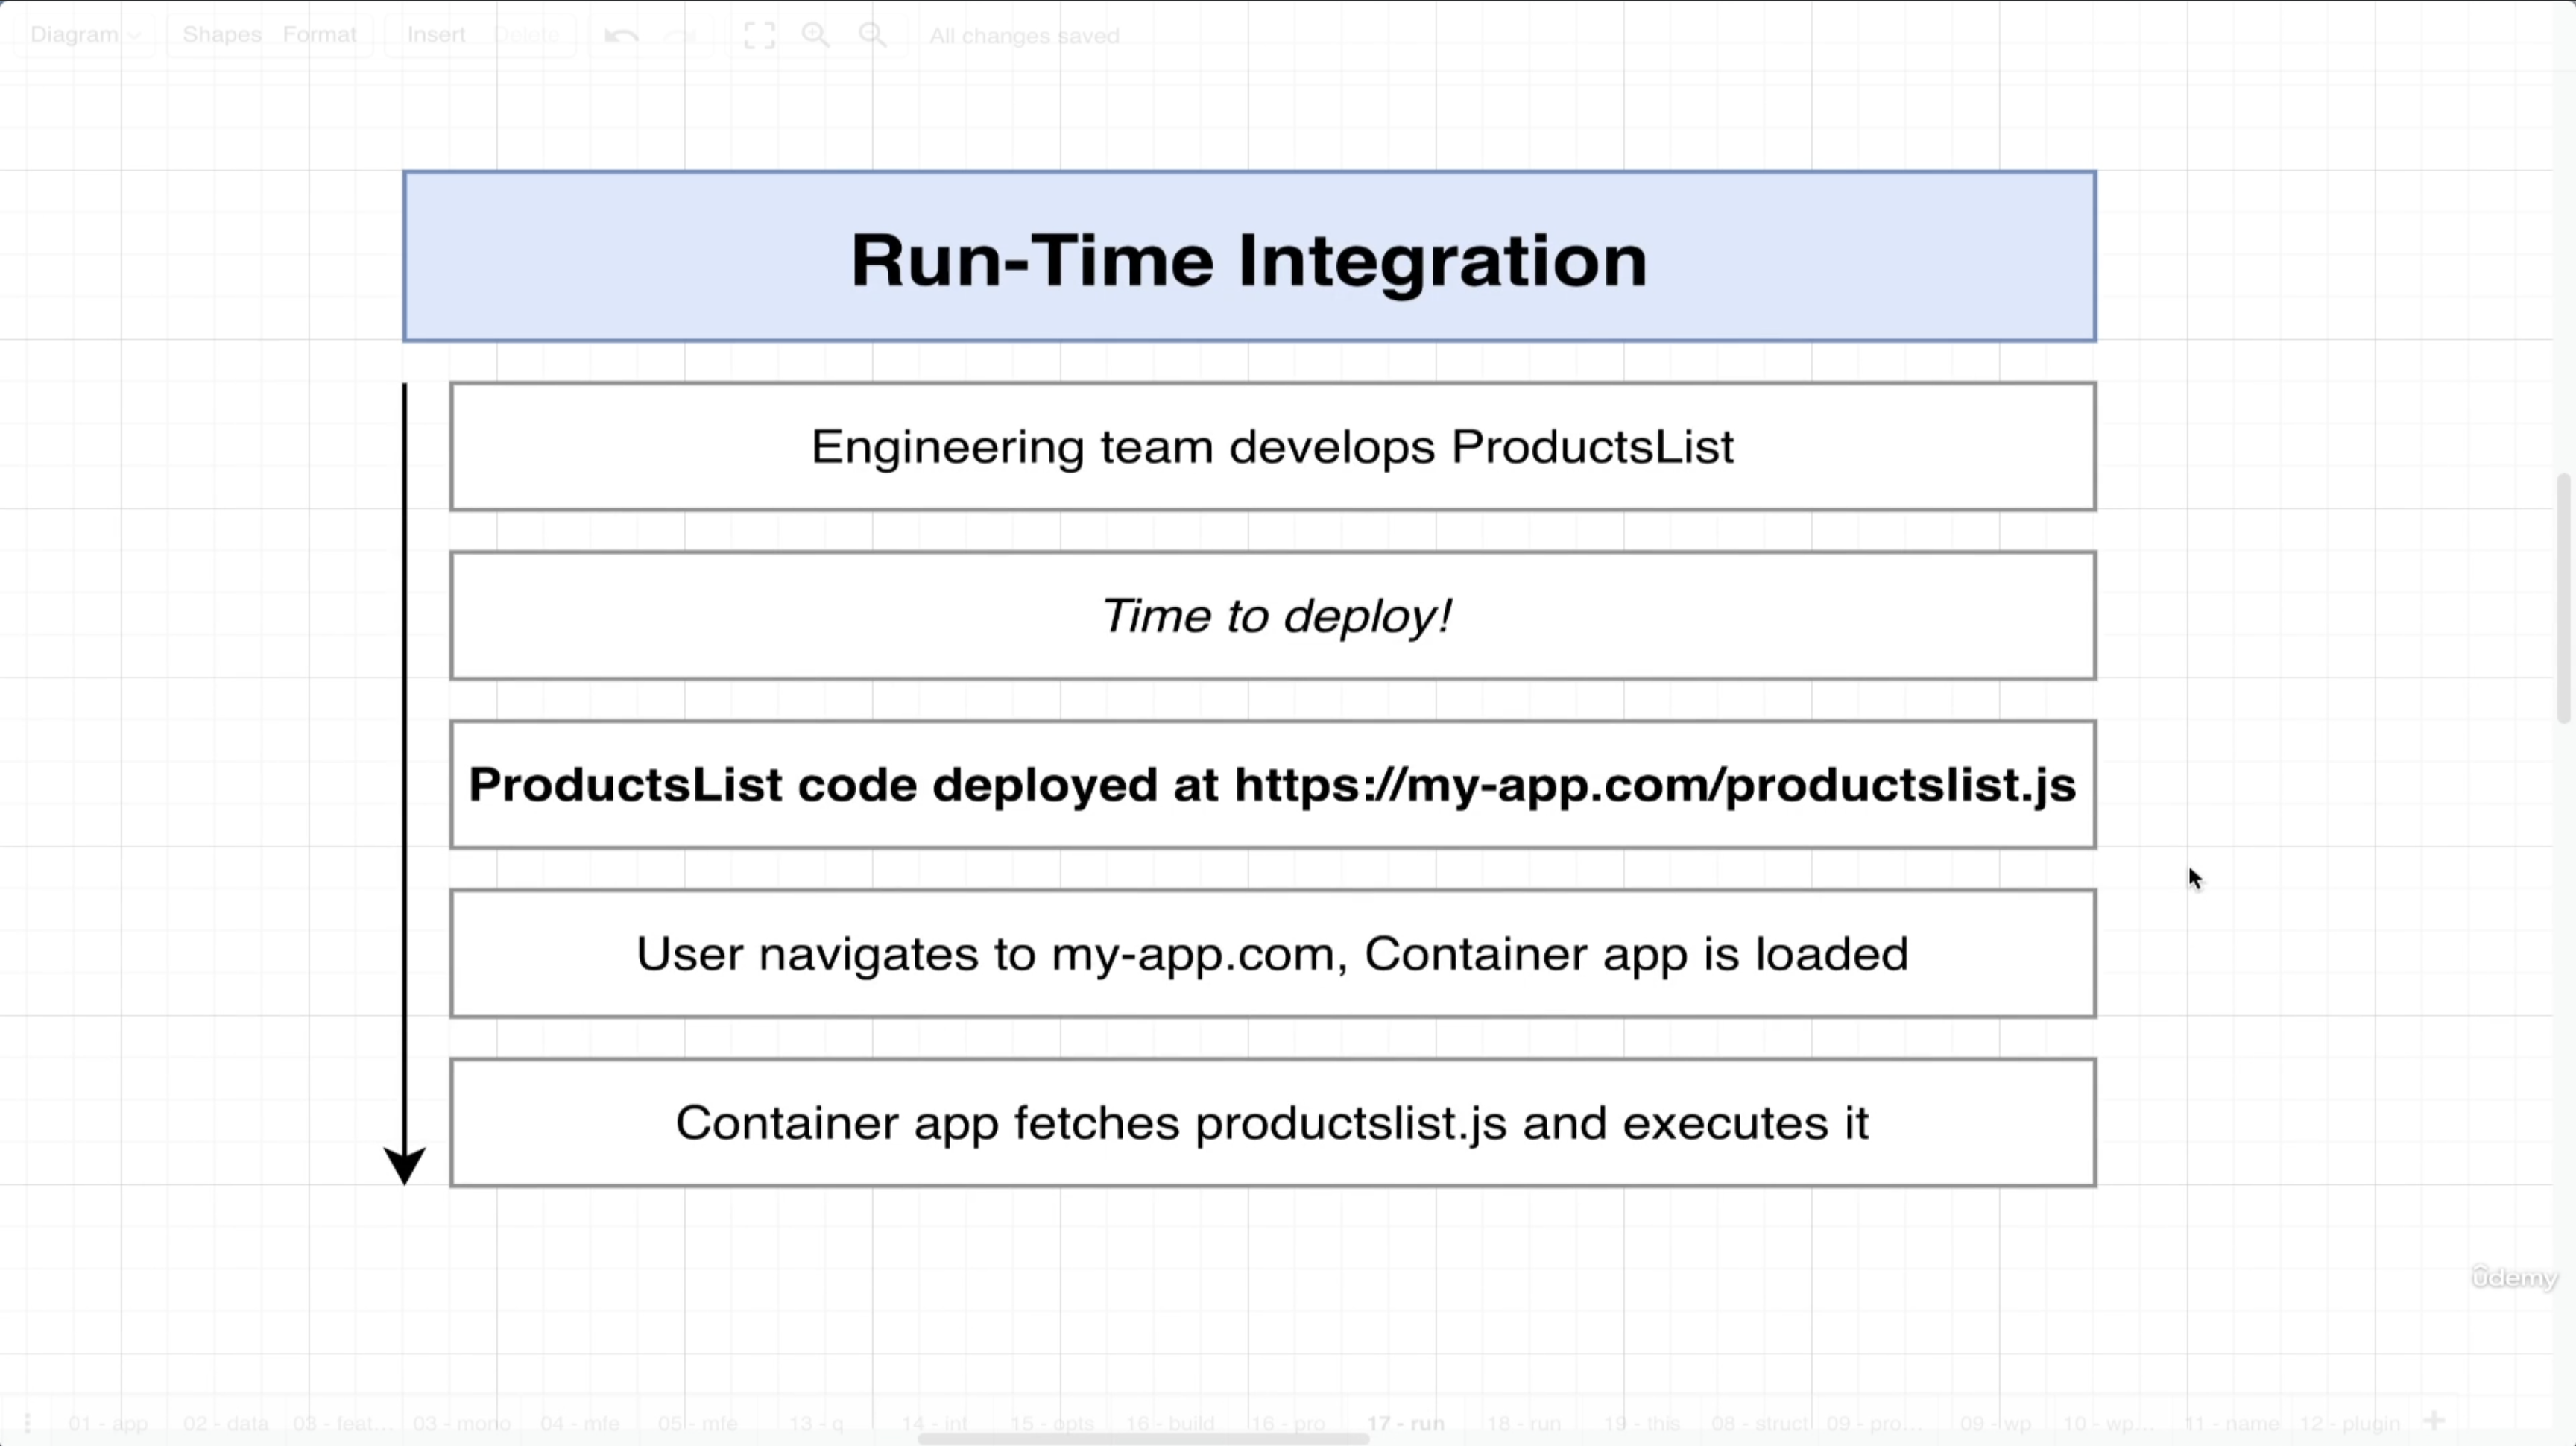 Diagram Shapes Format Insert Delete All changes saved
Run-Time Integration
Engineering team develops ProductsList
Time to deploy!
ProductsList code deployed at https://my-app.com/productslist.js
User navigates to my-app.com, Container app is loaded
Container app fetches productslist.js and executes it
ûdemy
01 - app 02 - data 03 - feat... 03 - mono 04 - mfe 05 - mfe 13 - q 14 - int 15 - opts 16 - build 16 - pro 17 - run 18 - run 19 - this 08 - struct 09 - pro... 09 - wp 10 - wp... 11 - name 12 - plugin